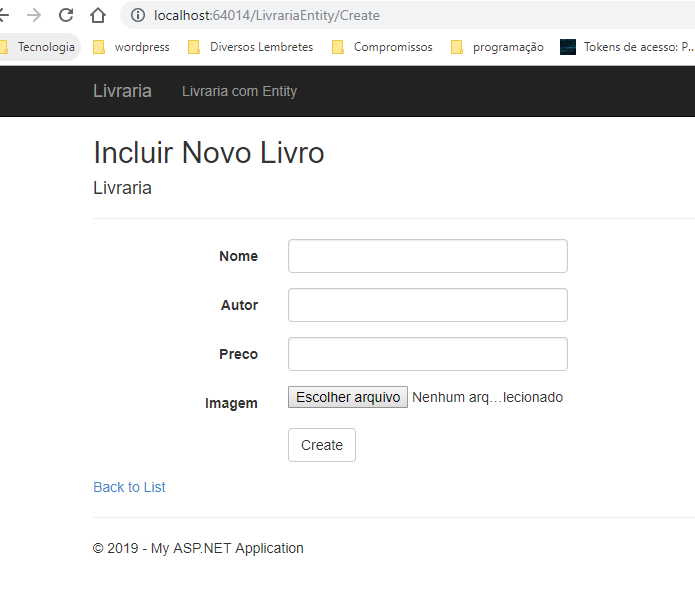 localhost:64014/LivrariaEntity/Create
Tecnologia wordpress Diversos Lembretes Compromissos programação Tokens de acesso: P...
Livraria Livraria com Entity
Incluir Novo Livro
Livraria
Nome
Autor
Preco
Imagem Escolher arquivo Nenhum arq...lecionado
Create
Back to List
© 2019 - My ASP.NET Application